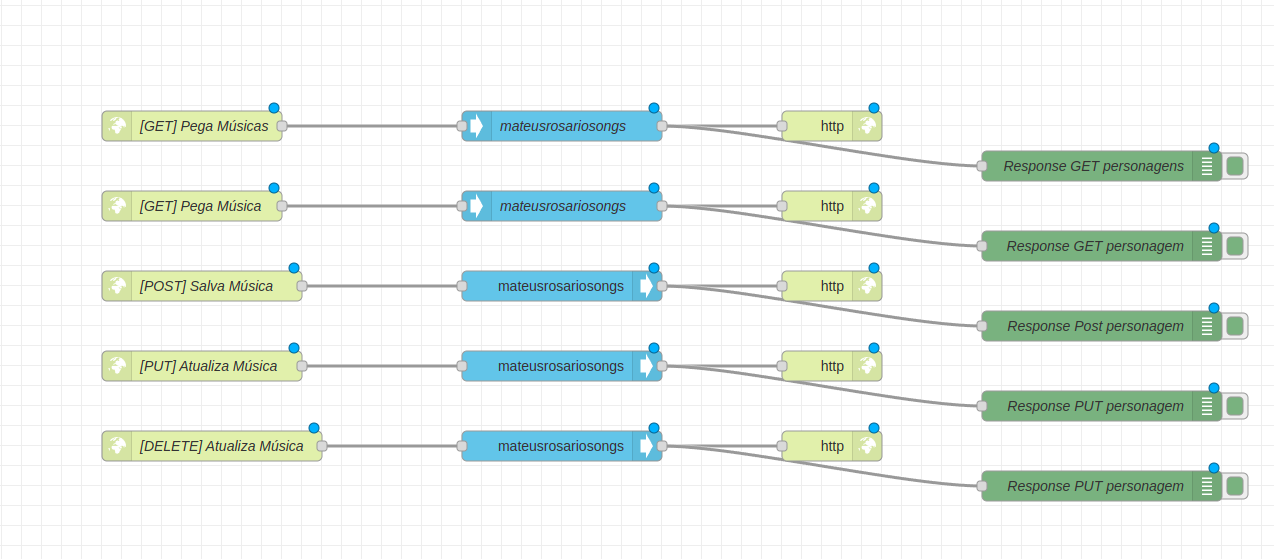 [GET] Pega Músicas
mateusrosariosongs
http
Response GET personagens
[GET] Pega Música
mateusrosariosongs
http
Response GET personagem
[POST] Salva Música
mateusrosariosongs
http
Response Post personagem
[PUT] Atualiza Música
mateusrosariosongs
http
Response PUT personagem
[DELETE] Atualiza Música
mateusrosariosongs
http
Response PUT personagem